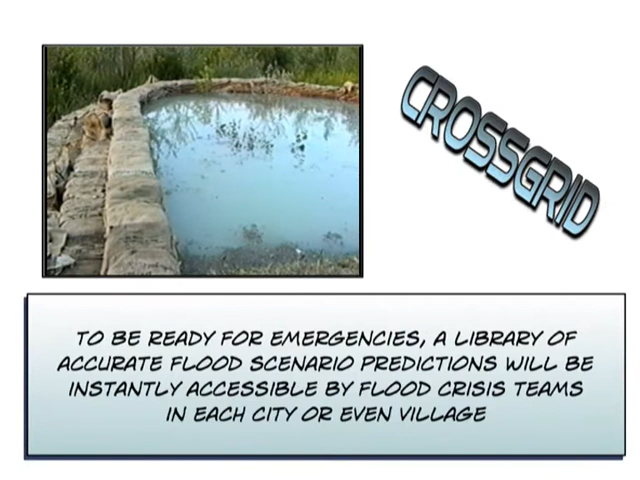 CROSSGRID
TO BE READY FOR EMERGENCIES, A LIBRARY OF
ACCURATE FLOOD SCENARIO PREDICTIONS WILL BE
INSTANTLY ACCESSIBLE BY FLOOD CRISIS TEAMS
IN EACH CITY OR EVEN VILLAGE